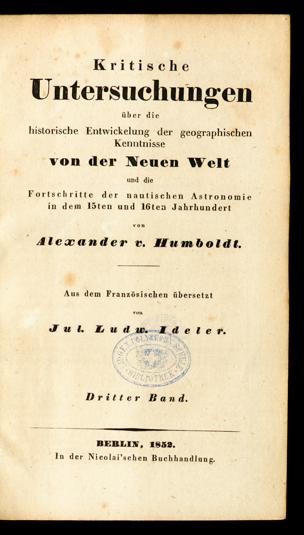 Kritische
Untersuchungen
über die
historische Entwickelung der geographischen
Kenntnisse
von der Neuen Welt
und die
Fortschritte der nautischen Astronomie
in dem 15ten und 16ten Jahrhundert
von
Alexander v. Humboldt.
Aus dem Französischen übersetzt
von
Jul. Ludw. Ideler.
BIBLIOTHEK
Dritter Band.
BERLIN, 1852.
In der Nicolai'schen Buchhandlung.